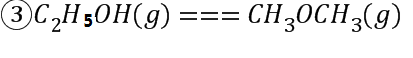 ③C₂H₅OH(g) === CH₃OCH₃(g)